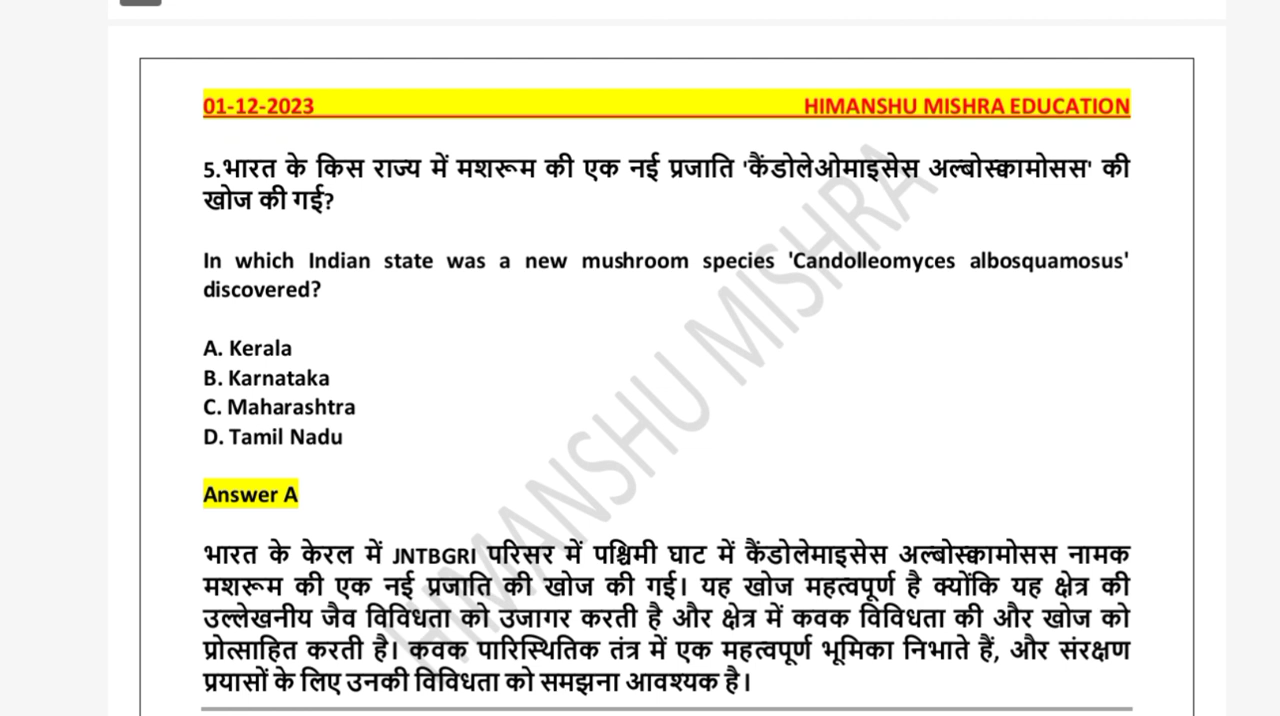 01-12-2023 HIMANSHU MISHRA EDUCATION
5.भारत के किस राज्य में मशरूम की एक नई प्रजाति 'कैंडोलेओमाइसेस अल्बोस्क्वामोसस' की
खोज की गई?
In which Indian state was a new mushroom species 'Candolleomyces albosquamosus'
discovered?
A. Kerala
B. Karnataka
C. Maharashtra
D. Tamil Nadu
Answer A
भारत के केरल में JNTBGRI परिसर में पश्चिमी घाट में कैंडोलेमाइसेस अल्बोस्क्वामोसस नामक
मशरूम की एक नई प्रजाति की खोज की गई। यह खोज महत्वपूर्ण है क्योंकि यह क्षेत्र की
उल्लेखनीय जैव विविधता को उजागर करती है और क्षेत्र में कवक विविधता की और खोज को
प्रोत्साहित करती है। कवक पारिस्थितिक तंत्र में एक महत्वपूर्ण भूमिका निभाते हैं, और संरक्षण
प्रयासों के लिए उनकी विविधता को समझना आवश्यक है।
HIMANSHU MISHRA